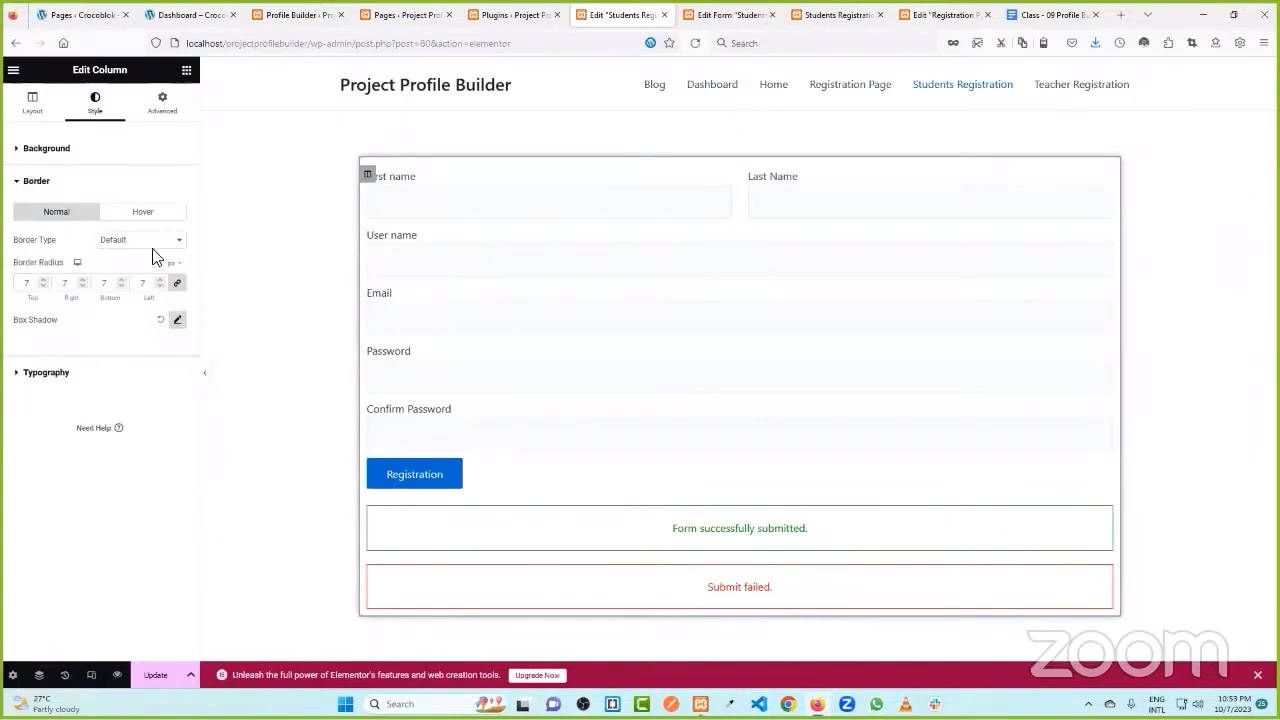 Pages ‹ Crocoblock
Dashboard ‹ Croco
Profile Builder ‹ Pro
Pages ‹ Project Pro
Plugins ‹ Project Pr
Edit "Students Reg
Edit Form "Students
Students Registratio
Edit "Registration P
Class - 09 Profile Bu
localhost/projectprofilebuilder/wp-admin/post.php?post=80&action=elementor
Search
Edit Column
Layout
Style
Advanced
Background
Border
Normal
Hover
Border Type
Default
Border Radius
px
7
7
7
7
Top
Right
Bottom
Left
Box Shadow
Typography
Need Help
Update
Project Profile Builder
Blog
Dashboard
Home
Registration Page
Students Registration
Teacher Registration
rst name
Last Name
User name
Email
Password
Confirm Password
Registration
Form successfully submitted.
Submit failed.
zoom
Unleash the full power of Elementor's features and web creation tools.
Upgrade Now
27°C
Partly cloudy
Search
ENG
INTL
10:53 PM
10/7/2023